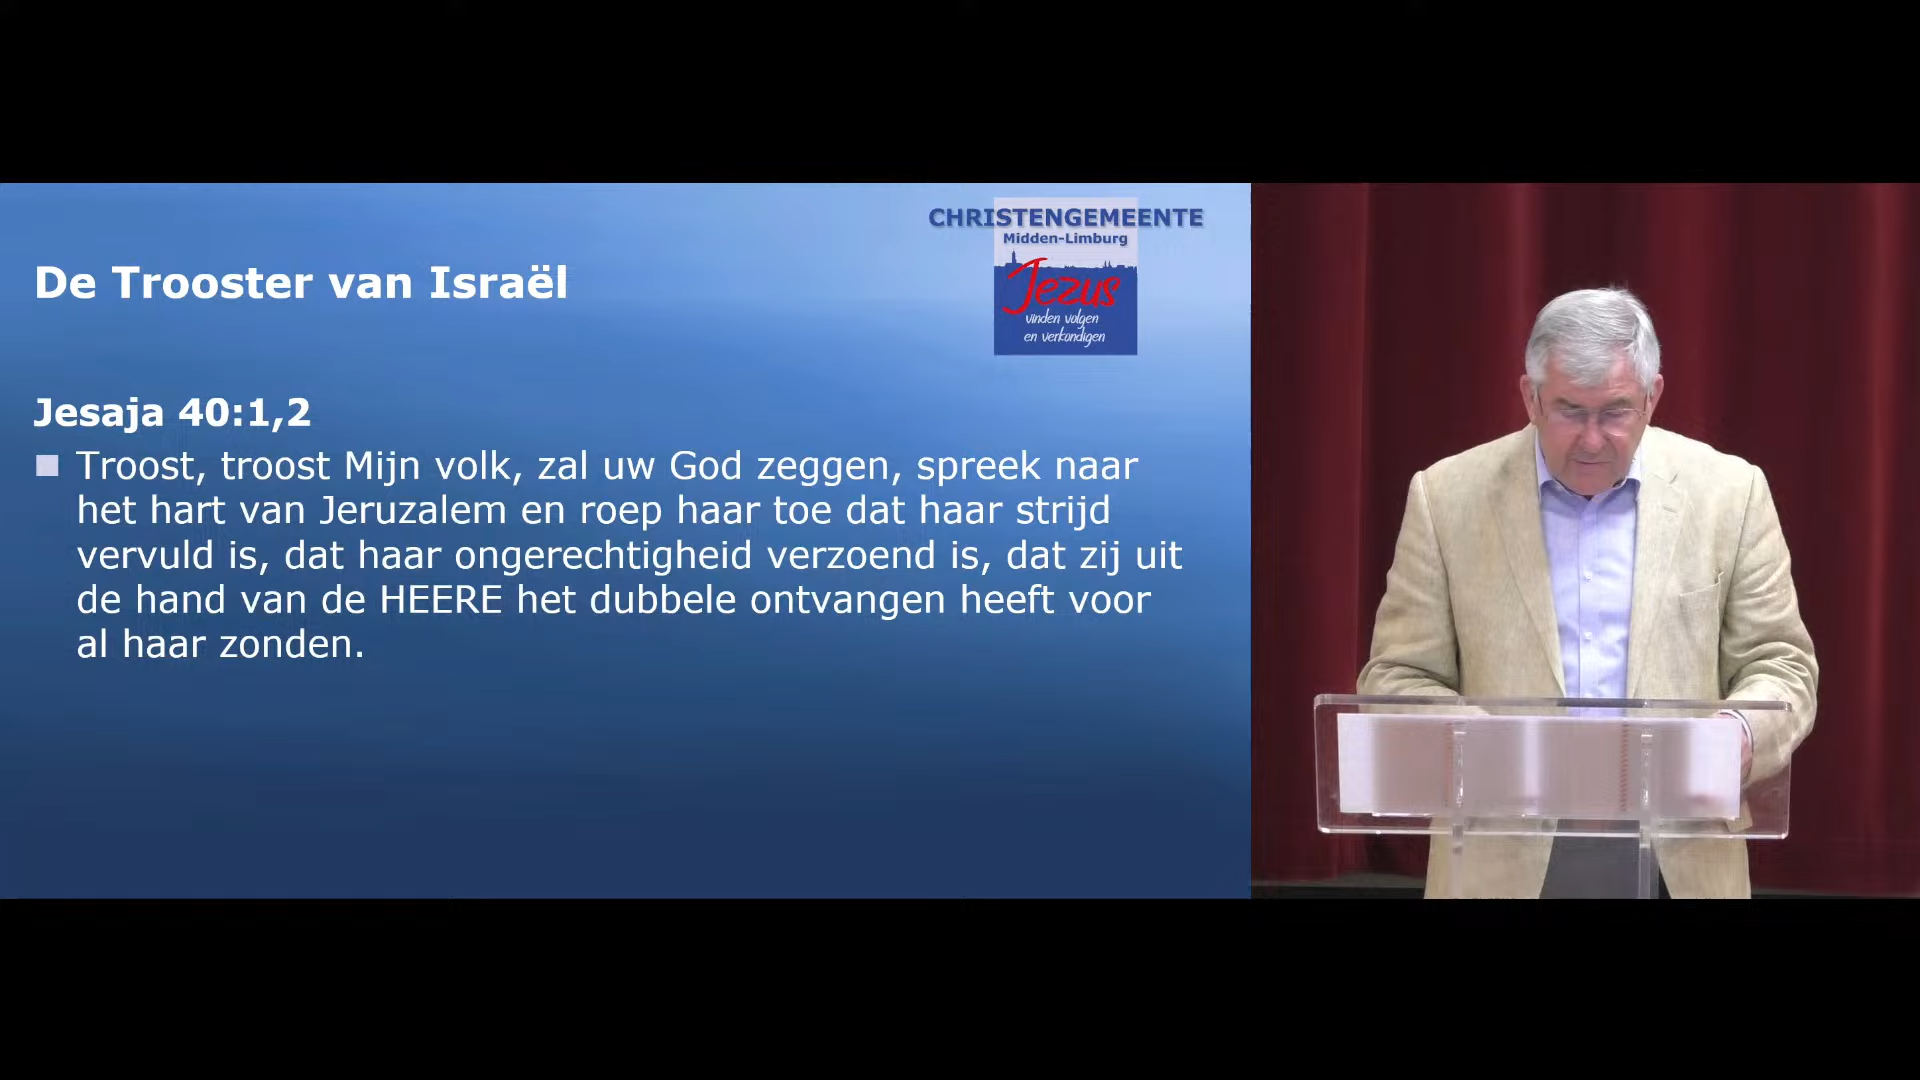 CHRISTENGEMEENTE
Midden-Limburg
Jezus
vinden volgen
en verkondigen
De Trooster van Israël
Jesaja 40:1,2
Troost, troost Mijn volk, zal uw God zeggen, spreek naar
het hart van Jeruzalem en roep haar toe dat haar strijd
vervuld is, dat haar ongerechtigheid verzoend is, dat zij uit
de hand van de HEERE het dubbele ontvangen heeft voor
al haar zonden.